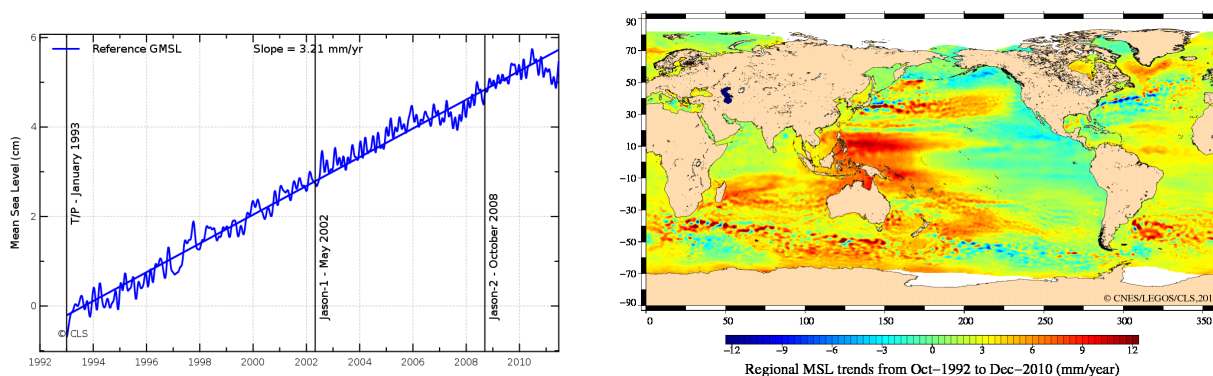 Reference GMSL
Slope = 3.21 mm/yr
6
4
2
0
Mean Sea Level (cm)
T/P - January 1993
Jason-1 - May 2002
Jason-2 - October 2008
© CLS
1992 1994 1996 1998 2000 2002 2004 2006 2008 2010
90
70
50
30
10
−10
−30
−50
−70
−90
© CNES/LEGOS/CLS,201
0 50 100 150 200 250 300 35
−12 −9 −6 −3 0 3 6 9 12
Regional MSL trends from Oct−1992 to Dec−2010 (mm/year)